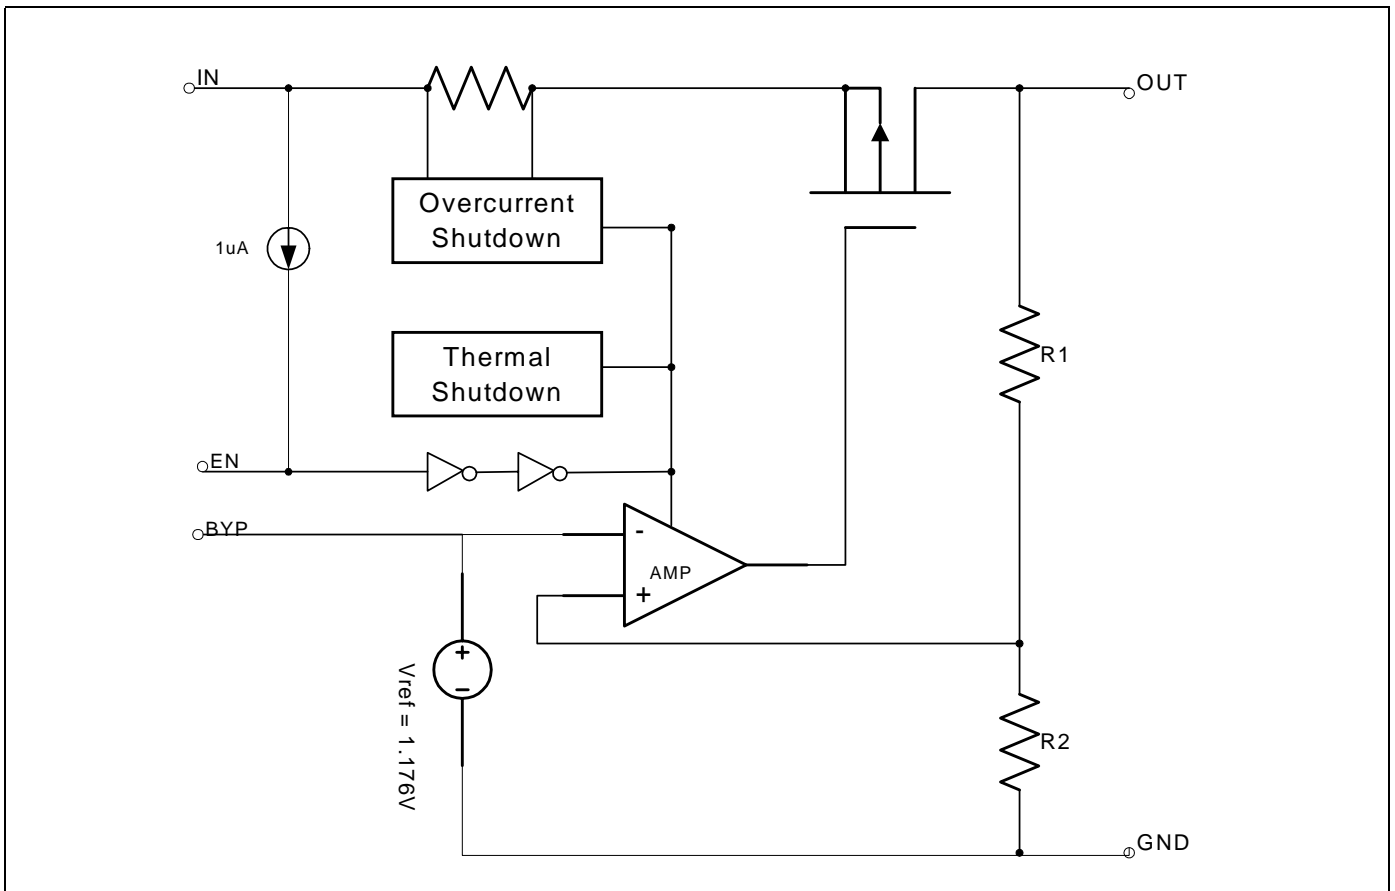 IN
OUT
Overcurrent
Shutdown
1uA
Thermal
Shutdown
R1
EN
BYP
-
AMP
+
+
-
Vref = 1.176V
R2
GND